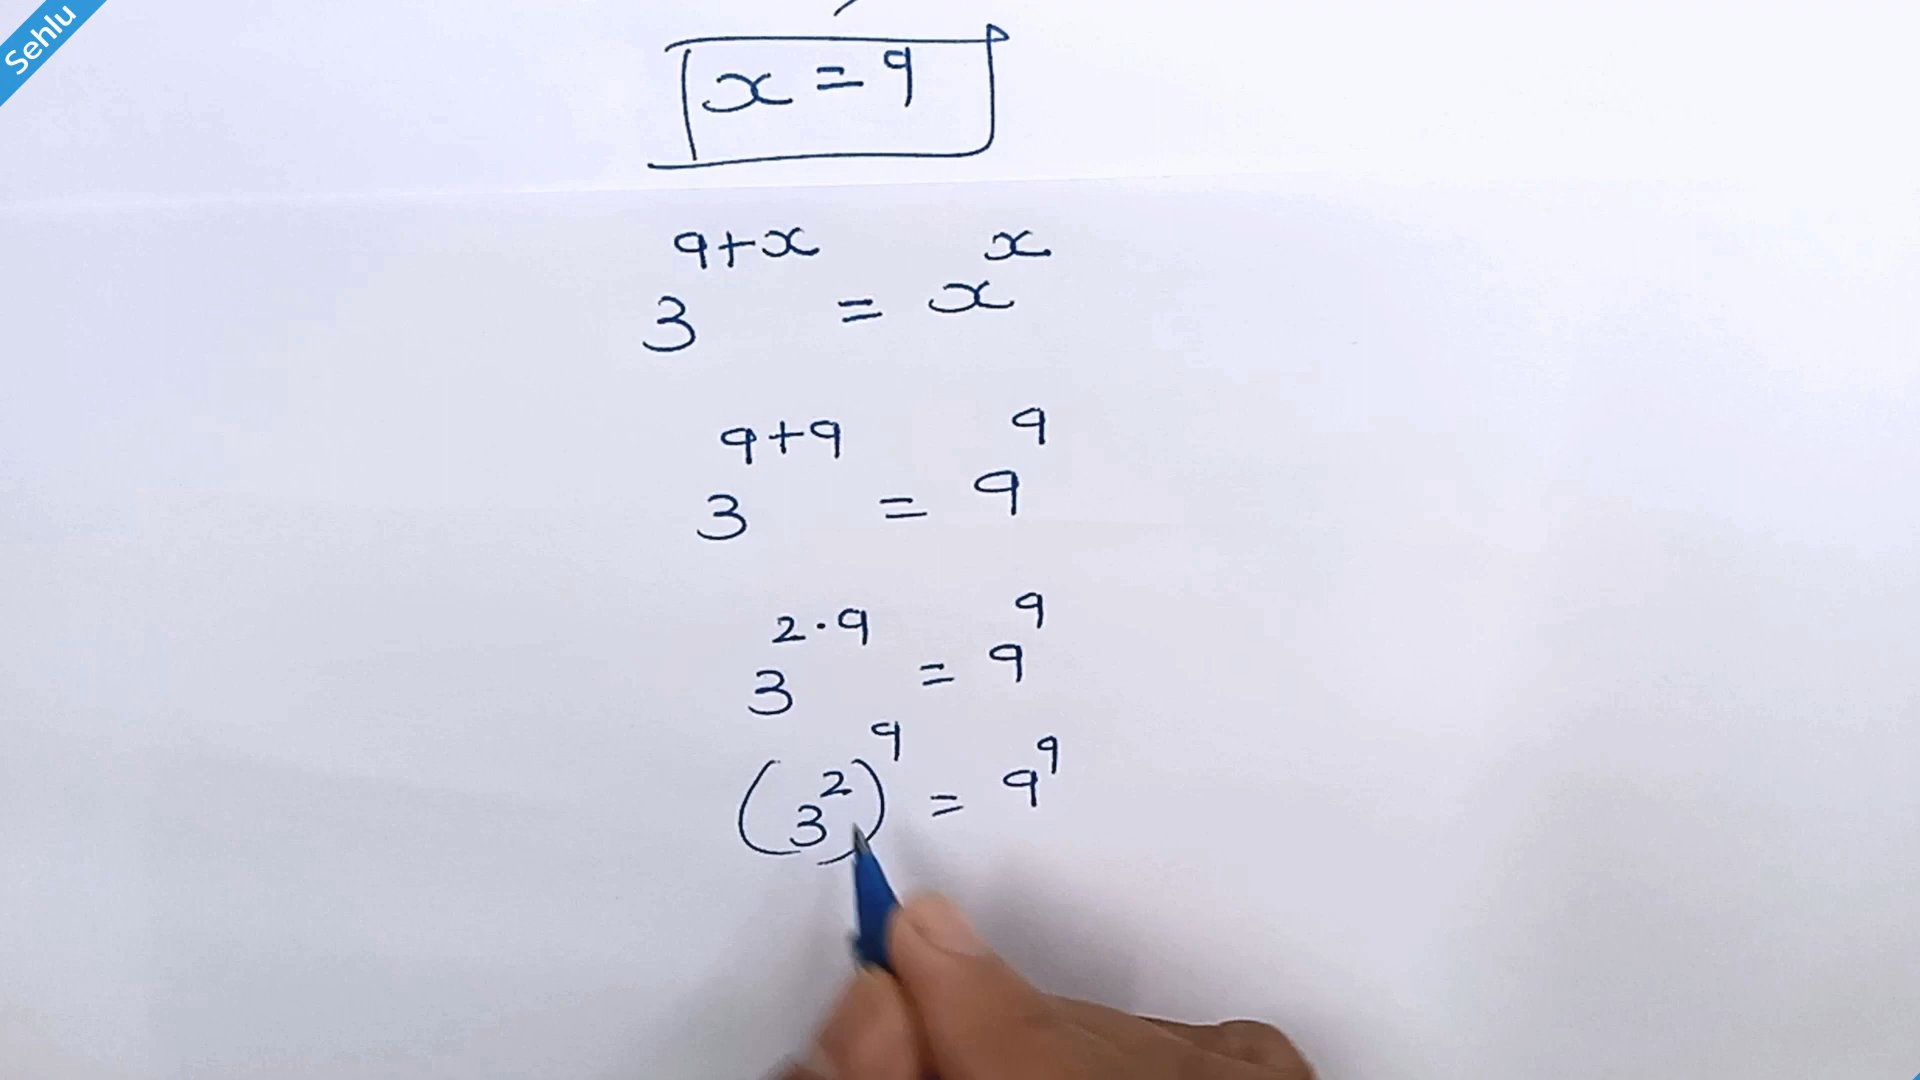 Sehlu
x = 9
3^{9+x} = x^x
3^{9+9} = 9^9
3^{2·9} = 9^9
(3^2)^9 = 9^9